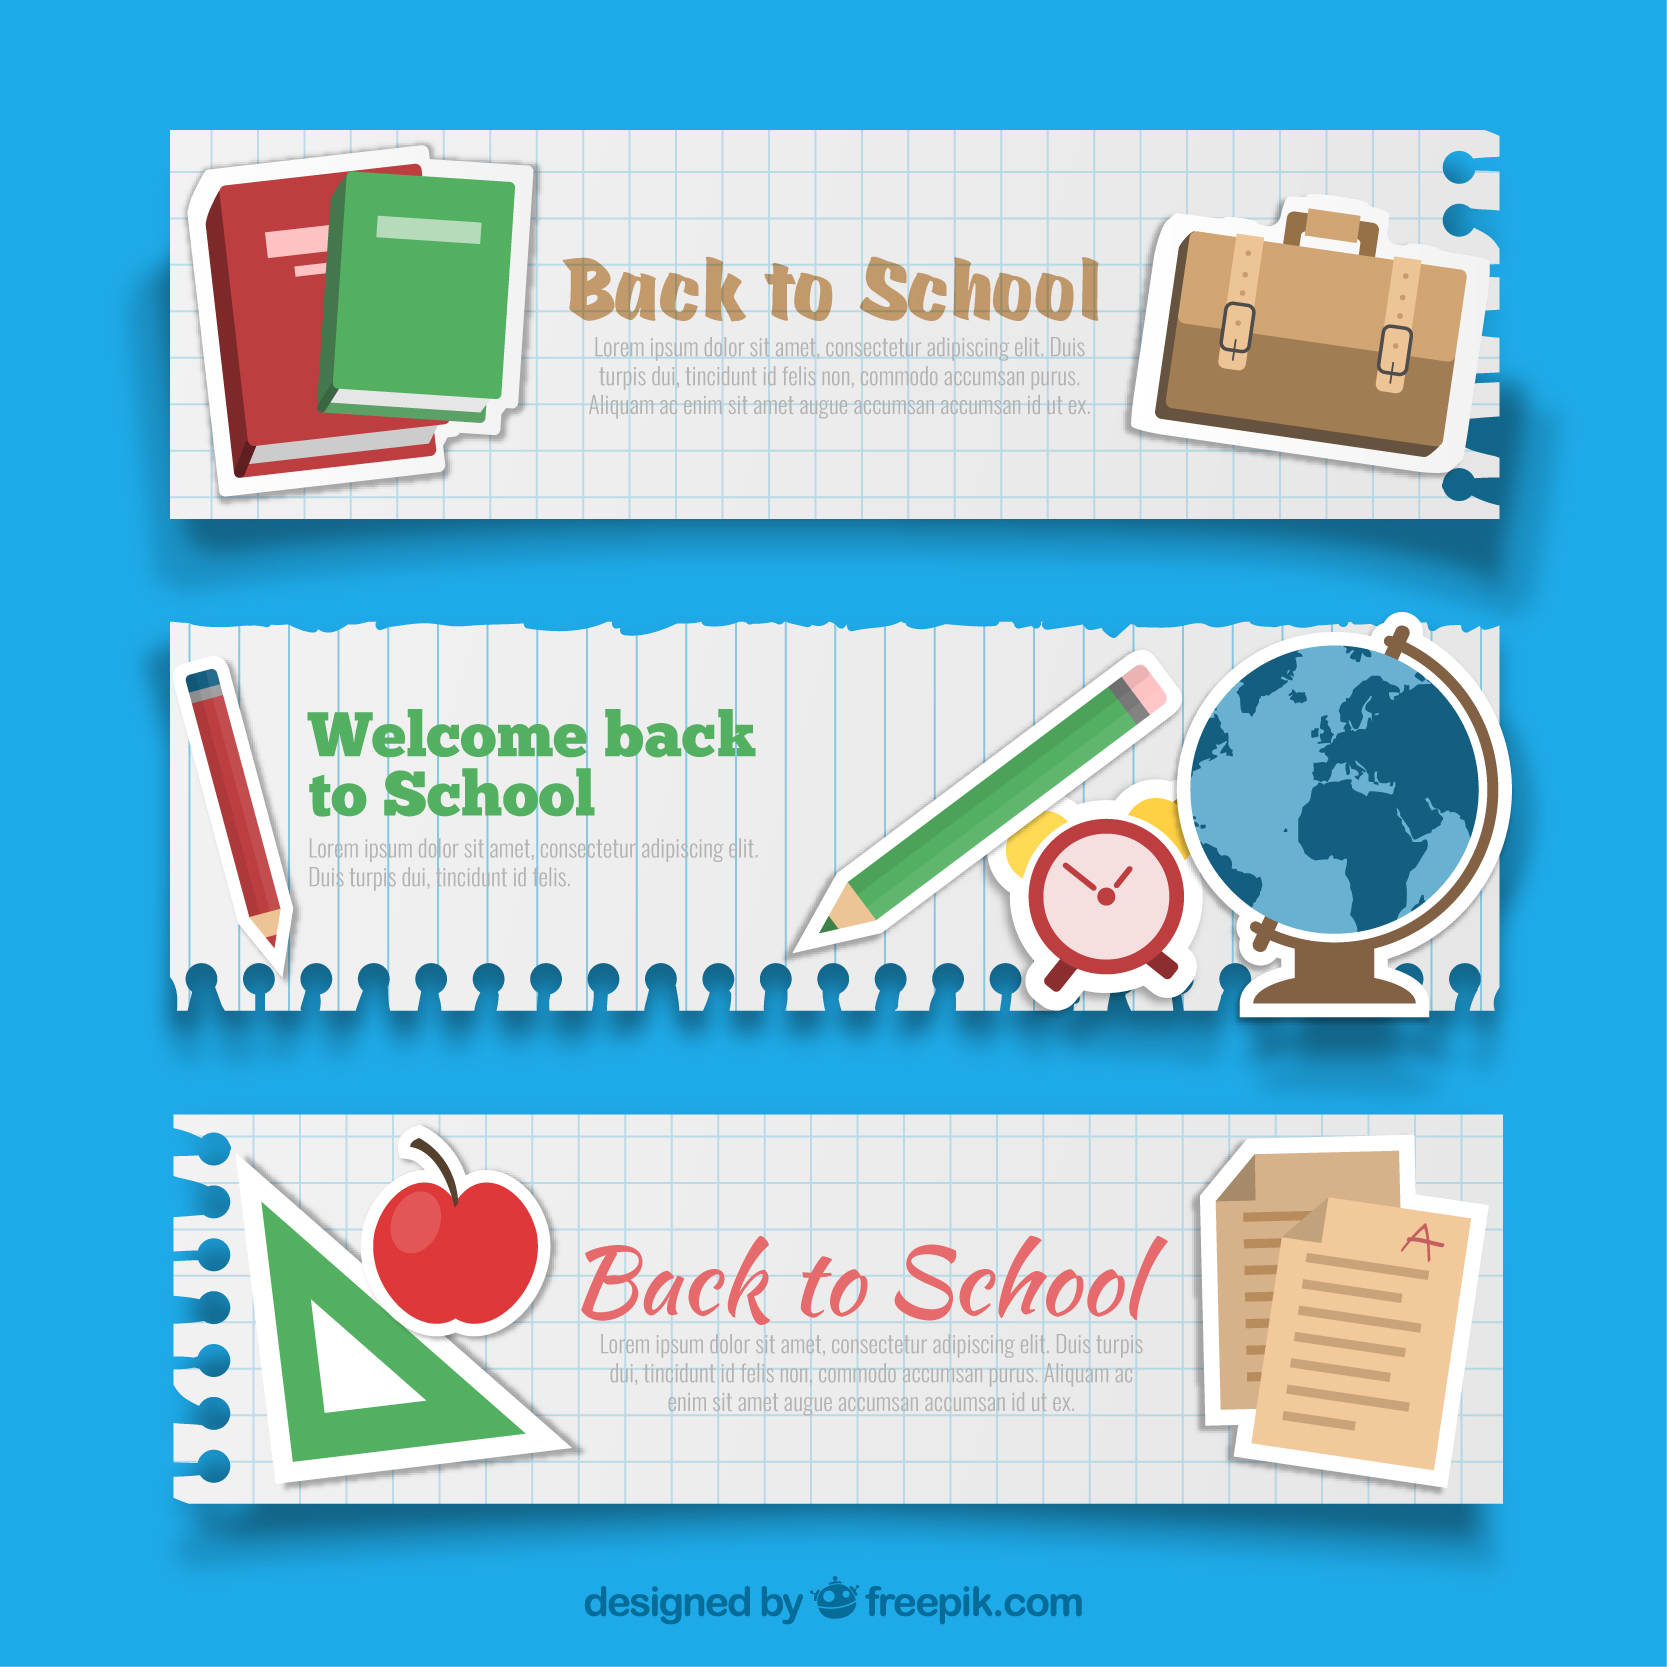 Back to School
Lorem ipsum dolor sit amet, consectetur adipiscing elit. Duis
turpis dui, tincidunt id felis non, commodo accumsan purus.
Aliquam ac enim sit amet augue accumsan accumsan id ut ex.
Welcome back
to School
Lorem ipsum dolor sit amet, consectetur adipiscing elit.
Duis turpis dui, tincidunt id felis.
A
Back to School
Lorem ipsum dolor sit amet, consectetur adipiscing elit. Duis turpis
dui, tincidunt id felis non, commodo accumsan purus. Aliquam ac
enim sit amet augue accumsan accumsan id ut ex.
designed by freepik.com